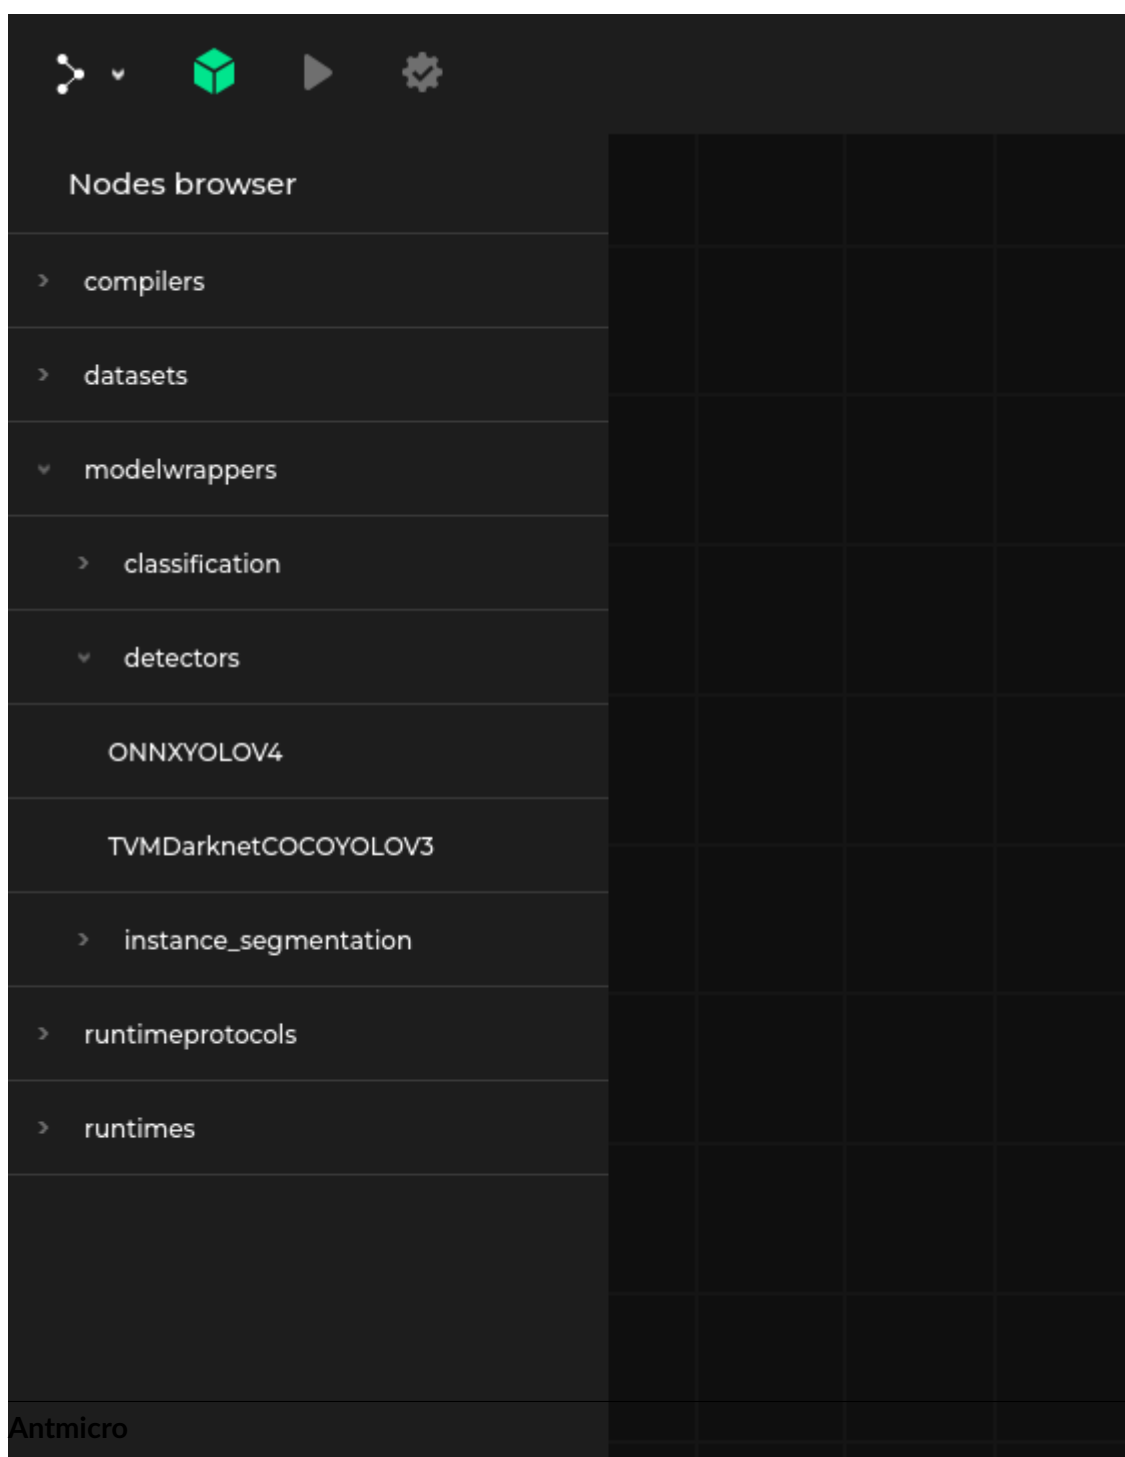 Nodes browser
compilers
datasets
modelwrappers
classification
detectors
ONNXYOLOV4
TVMDarknetCOCOYOLOV3
instance_segmentation
runtimeprotocols
runtimes
Antmicro